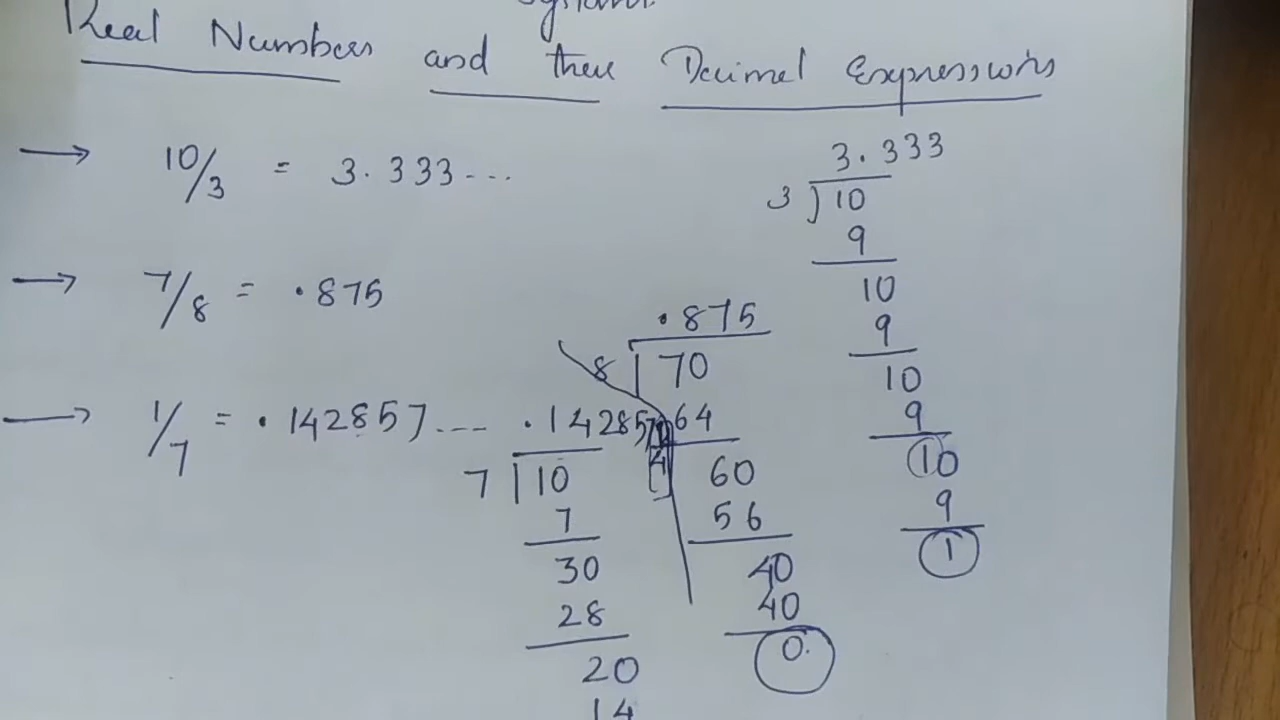 System
Real Numbers and their Decimal Expressions
→ 10/3 = 3.333...
3.333
3 ) 10
9
10
9
10
9
10
9
1
→ 7/8 = .875
.875
8 | 70
64
60
56
40
40
0
→ 1/7 = .142857....
.142857
7 | 10
7
30
28
20
14